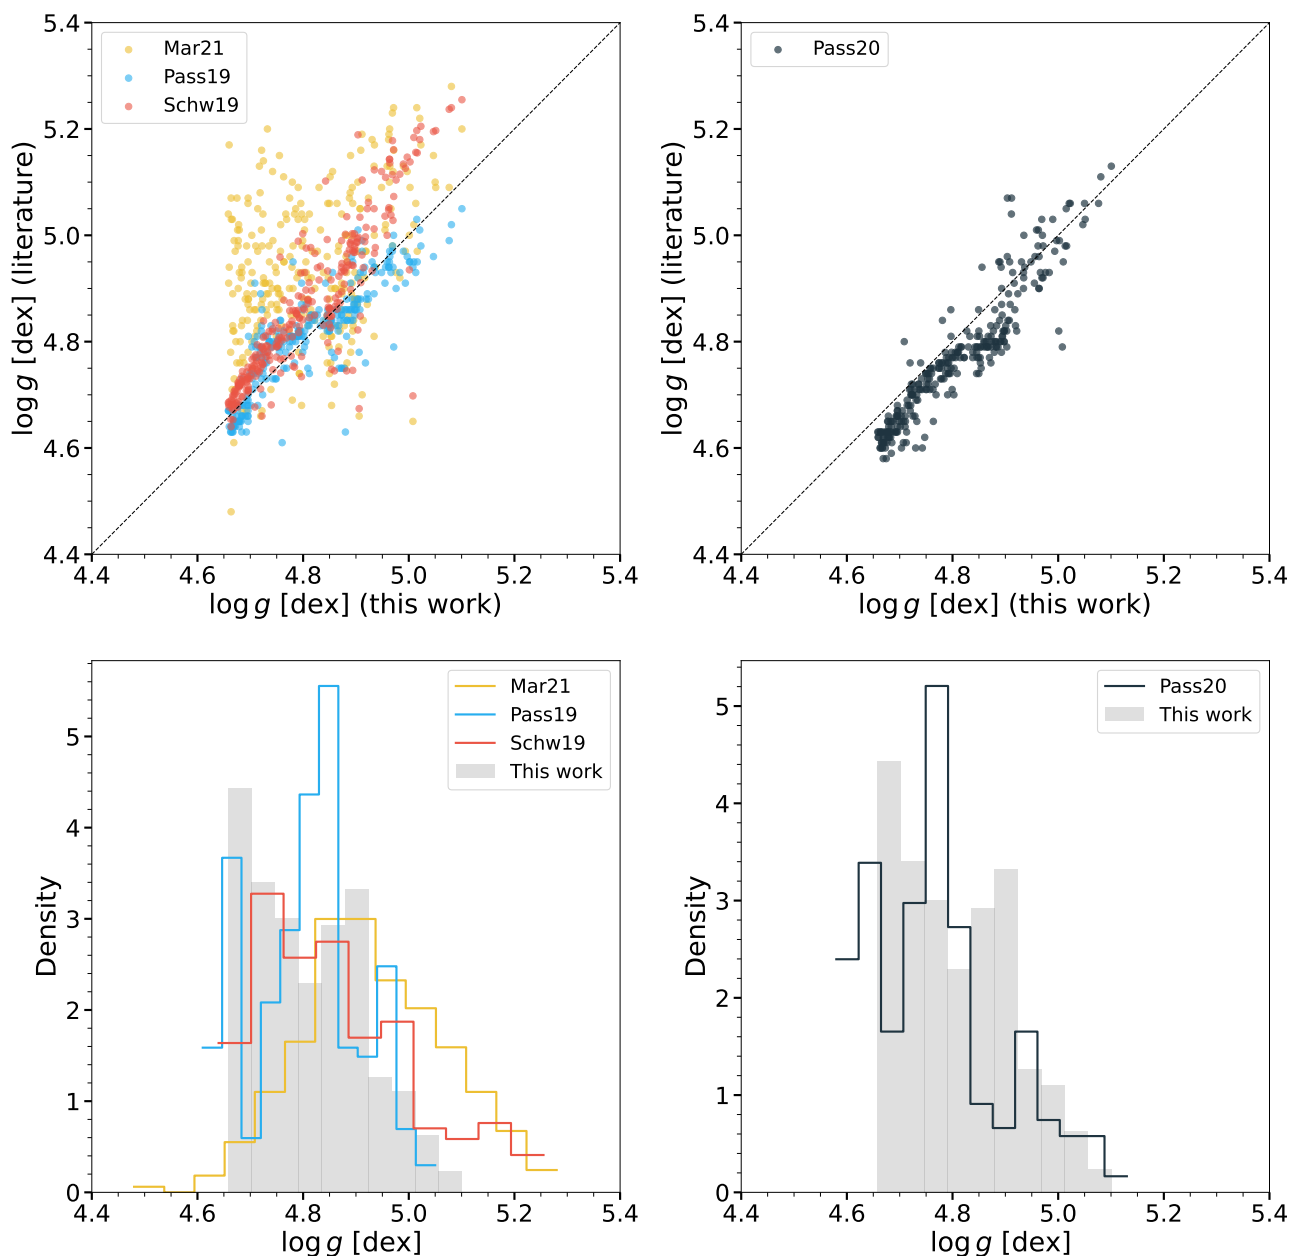 5.4
5.2
5.0
4.8
4.6
4.4
log g [dex] (literature)
Mar21
Pass19
Schw19
4.4 4.6 4.8 5.0 5.2 5.4
log g [dex] (this work)
5.4
5.2
5.0
4.8
4.6
4.4
log g [dex] (literature)
Pass20
4.4 4.6 4.8 5.0 5.2 5.4
log g [dex] (this work)
5
4
3
2
1
0
Density
Mar21
Pass19
Schw19
This work
4.4 4.6 4.8 5.0 5.2 5.4
log g [dex]
5
4
3
2
1
0
Density
Pass20
This work
4.4 4.6 4.8 5.0 5.2 5.4
log g [dex]